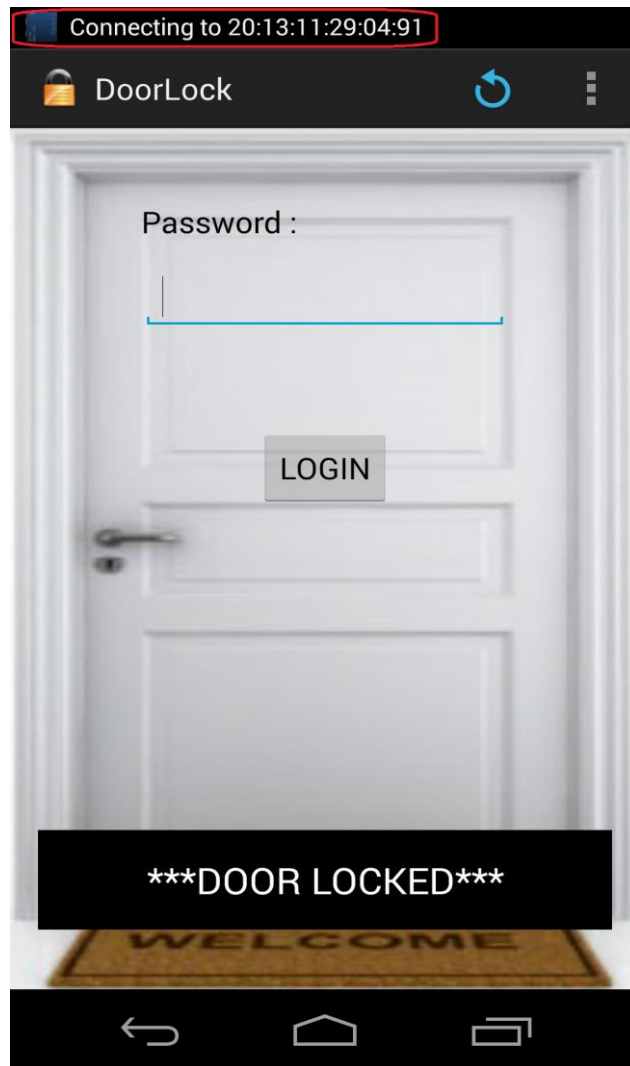 Connecting to 20:13:11:29:04:91
DoorLock
Password :
LOGIN
***DOOR LOCKED***
WELCOME